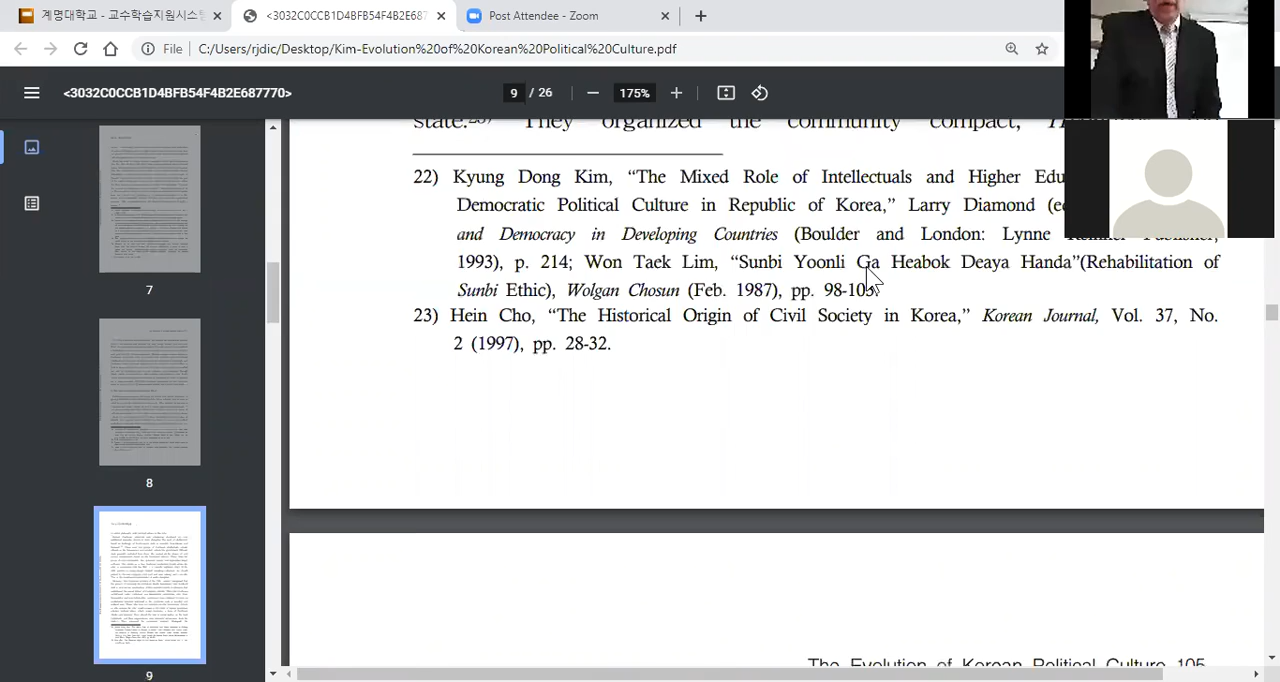 계명대학교 - 교수학습지원시스템
<3032C0CCB1D4BFB54F4B2E687
Post Attendee - Zoom
File
C:/Users/rjdic/Desktop/Kim-Evolution%20of%20Korean%20Political%20Culture.pdf
<3032C0CCB1D4BFB54F4B2E687770>
9 / 26
175%
state. They organized the community compact,
22) Kyung Dong Kim, “The Mixed Role of Intellectuals and Higher
Democratic Political Culture in Republic of Korea,” Larry Diamond
and Democracy in Developing Countries (Boulder and London: Lynne
1993), p. 214; Won Taek Lim, “Sunbi Yoonli Ga Heabok Deaya Handa”(Rehabilitation of
Sunbi Ethic), Wolgan Chosun (Feb. 1987), pp.
23) Hein Cho, “The Historical Origin of Civil Society in Korea,” Korean Journal, Vol. 37, No.
2 (1997), pp. 28-32.
The Evolution of Korean Political Culture 105
7
8
9